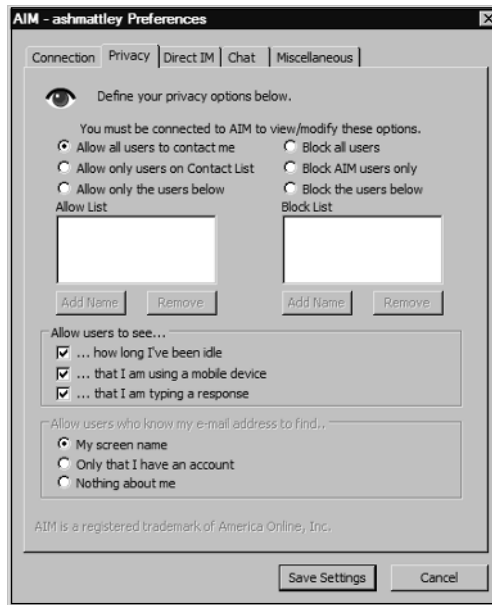 AIM - ashmattley Preferences
Connection Privacy Direct IM Chat Miscellaneous
Define your privacy options below.
You must be connected to AIM to view/modify these options.
Allow all users to contact me Block all users
Allow only users on Contact List Block AIM users only
Allow only the users below Block the users below
Allow List Block List
Add Name Remove Add Name Remove
Allow users to see...
... how long I've been idle
... that I am using a mobile device
... that I am typing a response
Allow users who know my e-mail address to find..
My screen name
Only that I have an account
Nothing about me
AIM is a registered trademark of America Online, Inc.
Save Settings Cancel